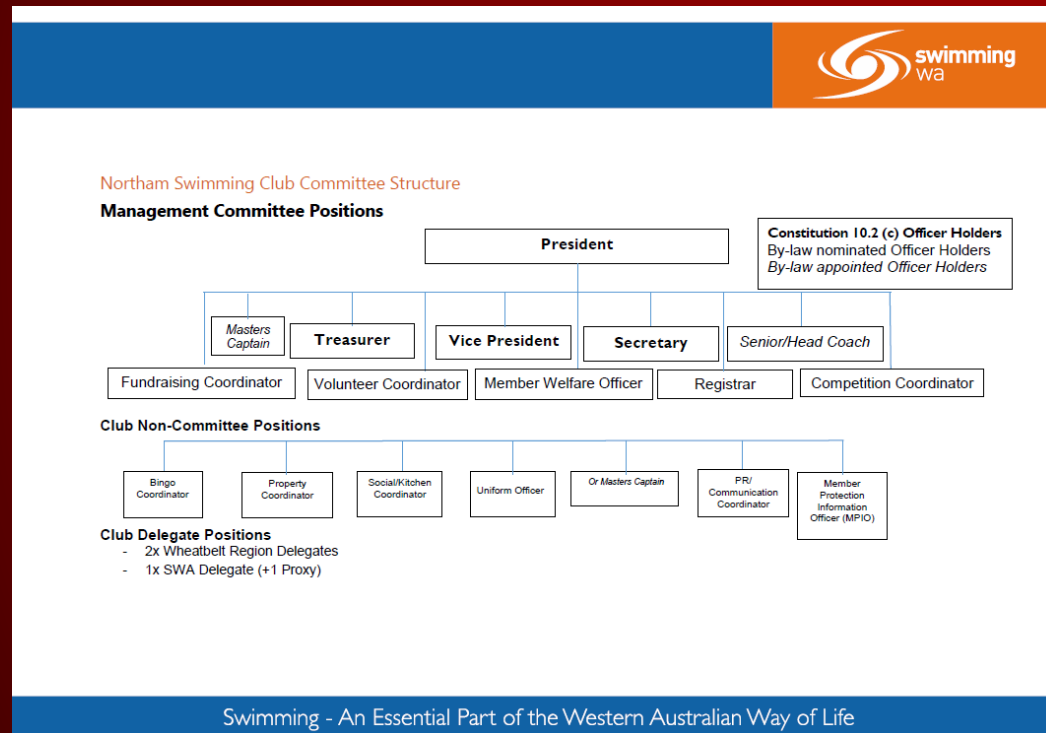 swimming
wa
Northam Swimming Club Committee Structure
Management Committee Positions
President
Constitution 10.2 (c) Officer Holders
By-law nominated Officer Holders
By-law appointed Officer Holders
Masters
Captain
Treasurer
Vice President
Secretary
Senior/Head Coach
Fundraising Coordinator
Volunteer Coordinator
Member Welfare Officer
Registrar
Competition Coordinator
Club Non-Committee Positions
Bingo
Coordinator
Property
Coordinator
Social/Kitchen
Coordinator
Uniform Officer
Or Masters Captain
PR/
Communication
Coordinator
Member
Protection
Information
Officer (MPIO)
Club Delegate Positions
- 2x Wheatbelt Region Delegates
- 1x SWA Delegate (+1 Proxy)
Swimming - An Essential Part of the Western Australian Way of Life